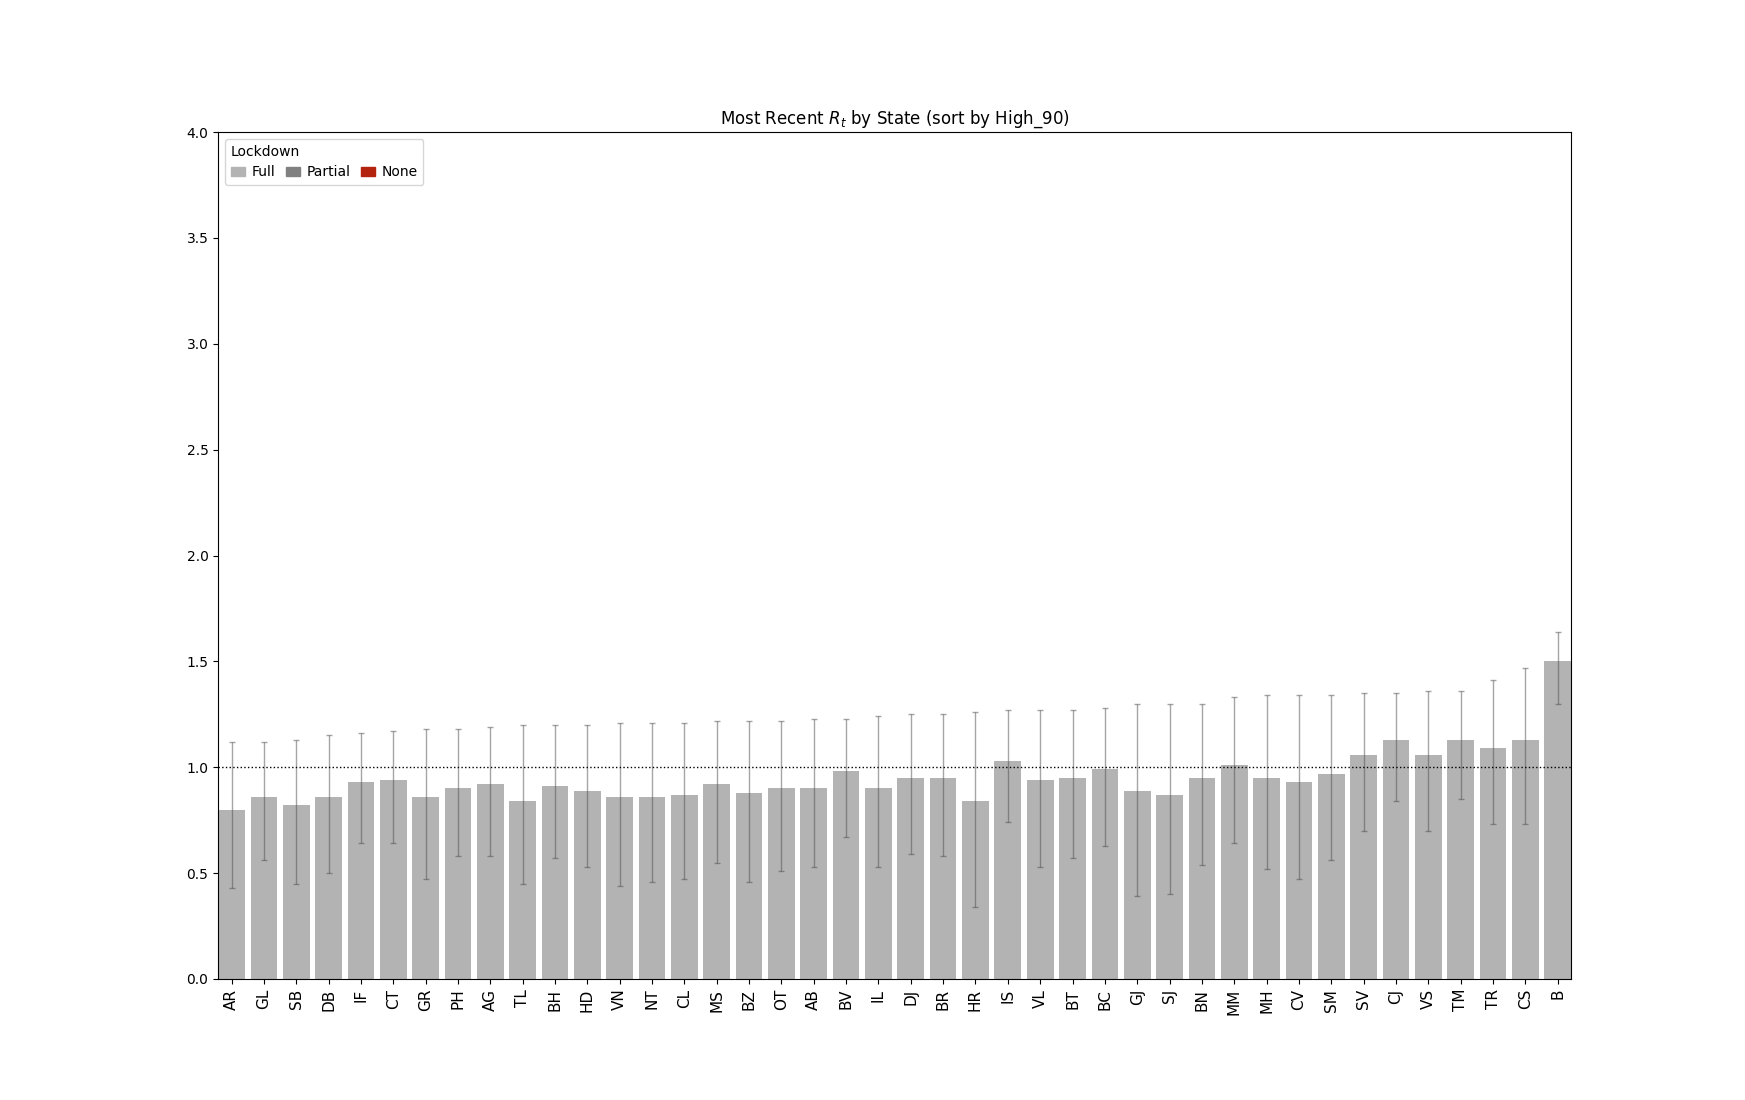 Most Recent R_t by State (sort by High_90)
Lockdown
Full Partial None
4.0
3.5
3.0
2.5
2.0
1.5
1.0
0.5
0.0
AR GL SB DB IF CT GR PH AG TL BH HD VN NT CL MS BZ OT AB BV IL DJ BR HR IS VL BT BC GJ SJ BN MM MH CV SM SV CJ VS TM TR CS B